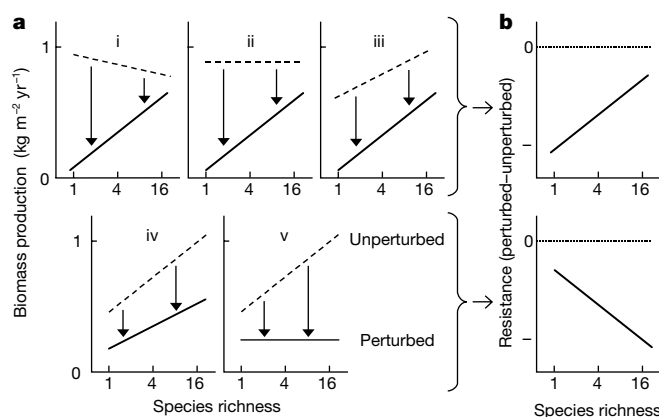 a
b
Biomass production (kg m⁻² yr⁻¹)
1
0
i
1 4 16
ii
1 4 16
iii
1 4 16
1
0
iv
1 4 16
v
1 4 16
Unperturbed
Perturbed
Species richness
Resistance (perturbed–unperturbed)
0
–
1 4 16
0
–
1 4 16
Species richness